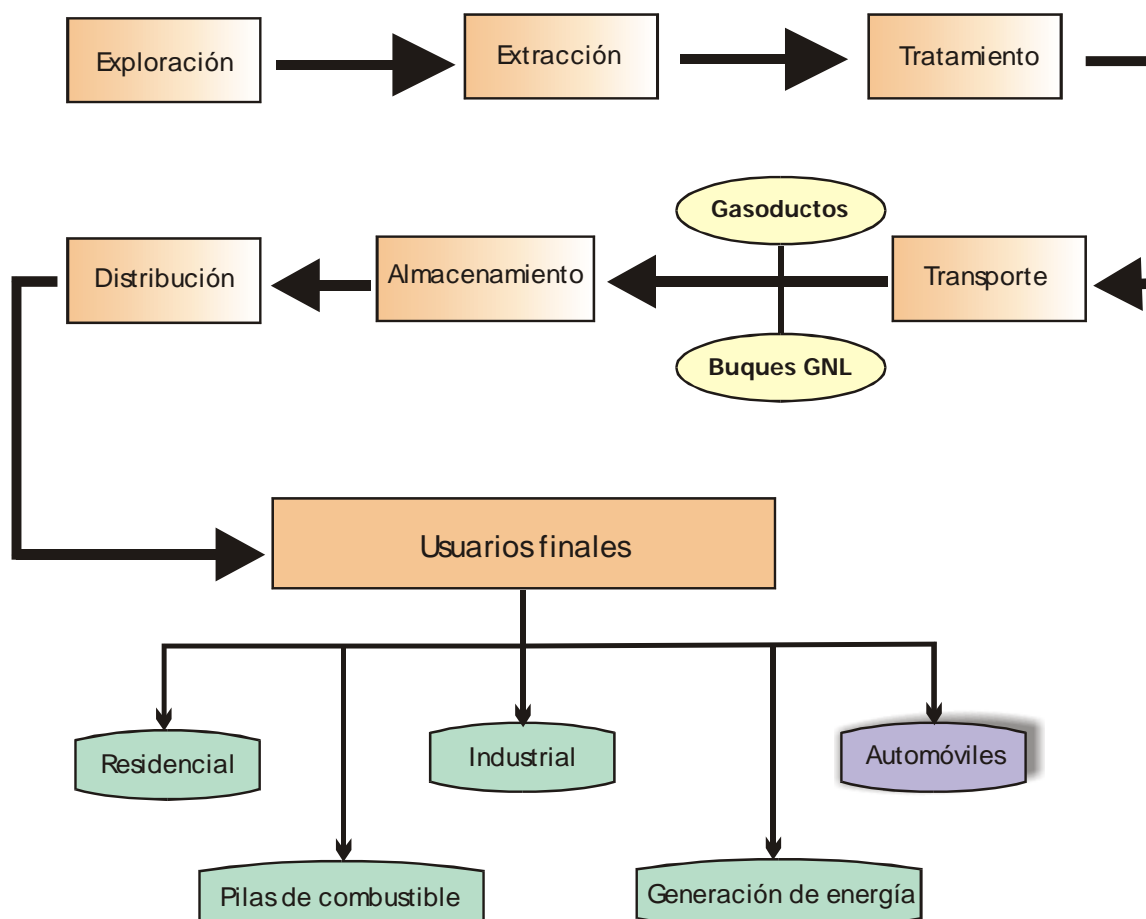 Exploración
Extracción
Tratamiento
Gasoductos
Distribución
Almacenamiento
Transporte
Buques GNL
Usuarios finales
Residencial
Industrial
Automóviles
Pilas de combustible
Generación de energía